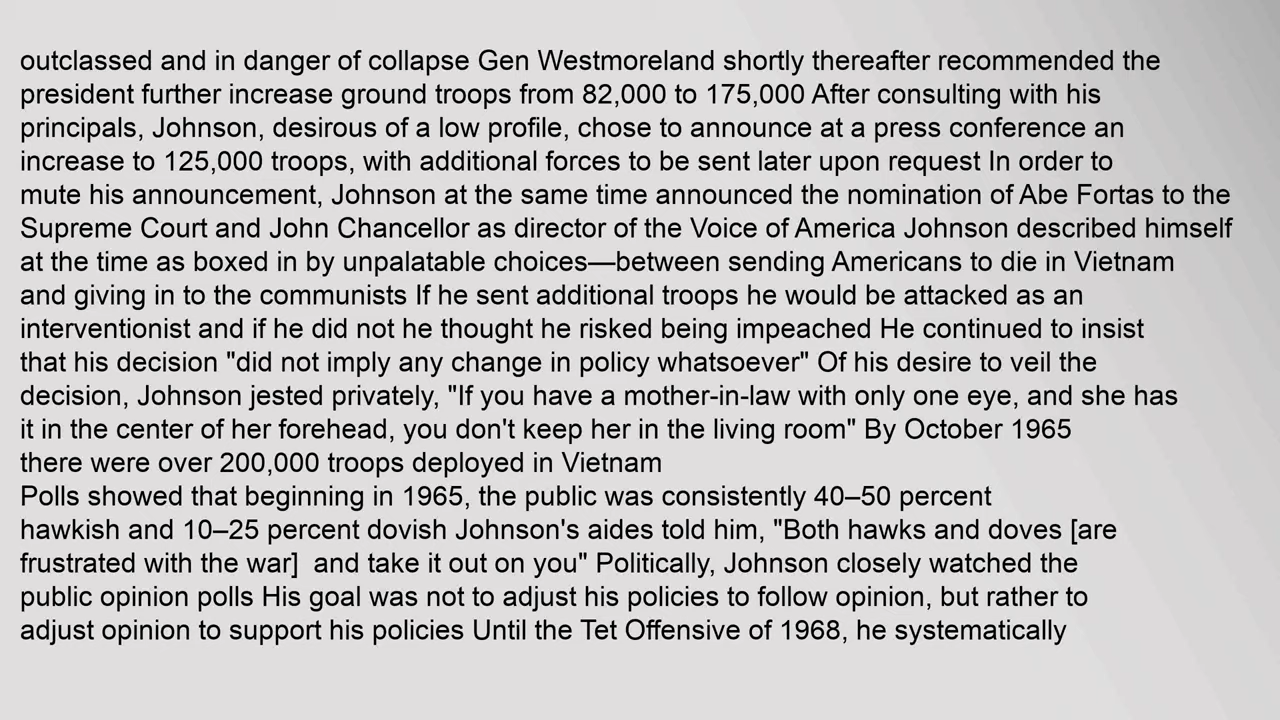 outclassed and in danger of collapse Gen Westmoreland shortly thereafter recommended the
president further increase ground troops from 82,000 to 175,000 After consulting with his
principals, Johnson, desirous of a low profile, chose to announce at a press conference an
increase to 125,000 troops, with additional forces to be sent later upon request In order to
mute his announcement, Johnson at the same time announced the nomination of Abe Fortas to the
Supreme Court and John Chancellor as director of the Voice of America Johnson described himself
at the time as boxed in by unpalatable choices—between sending Americans to die in Vietnam
and giving in to the communists If he sent additional troops he would be attacked as an
interventionist and if he did not he thought he risked being impeached He continued to insist
that his decision "did not imply any change in policy whatsoever" Of his desire to veil the
decision, Johnson jested privately, "If you have a mother-in-law with only one eye, and she has
it in the center of her forehead, you don't keep her in the living room" By October 1965
there were over 200,000 troops deployed in Vietnam
Polls showed that beginning in 1965, the public was consistently 40–50 percent
hawkish and 10–25 percent dovish Johnson's aides told him, "Both hawks and doves [are
frustrated with the war]  and take it out on you" Politically, Johnson closely watched the
public opinion polls His goal was not to adjust his policies to follow opinion, but rather to
adjust opinion to support his policies Until the Tet Offensive of 1968, he systematically